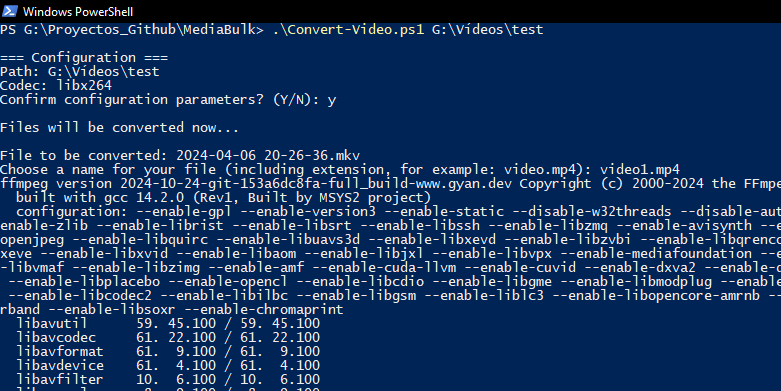 Windows PowerShell
PS G:\Proyectos_Github\MediaBulk> .\Convert-Video.ps1 G:\Videos\test
=== Configuration ===
Path: G:\Videos\test
Codec: libx264
Confirm configuration parameters? (Y/N): y
Files will be converted now...
File to be converted: 2024-04-06 20-26-36.mkv
Choose a name for your file (including extension, for example: video.mp4): video1.mp4
ffmpeg version 2024-10-24-git-153a6dc8fa-full_build-www.gyan.dev Copyright (c) 2000-2024 the FFmpe
built with gcc 14.2.0 (Rev1, Built by MSYS2 project)
configuration: --enable-gpl --enable-version3 --enable-static --disable-w32threads --disable-aut
enable-zlib --enable-librist --enable-libsrt --enable-libssh --enable-libzmq --enable-avisynth --e
openjpeg --enable-libquirc --enable-libuavs3d --enable-libxevd --enable-libzvbi --enable-libqrenco
xeve --enable-libxvid --enable-libaom --enable-libjxl --enable-libvpx --enable-mediafoundation --e
-libvmaf --enable-libzimg --enable-amf --enable-cuda-llvm --enable-cuvid --enable-dxva2 --enable-d
--enable-libplacebo --enable-opencl --enable-libcdio --enable-libgme --enable-libmodplug --enable-
--enable-libcodec2 --enable-libilbc --enable-libgsm --enable-liblc3 --enable-libopencore-amrnb --
rband --enable-libsoxr --enable-chromaprint
libavutil 59. 45.100 / 59. 45.100
libavcodec 61. 22.100 / 61. 22.100
libavformat 61. 9.100 / 61. 9.100
libavdevice 61. 4.100 / 61. 4.100
libavfilter 10. 6.100 / 10. 6.100